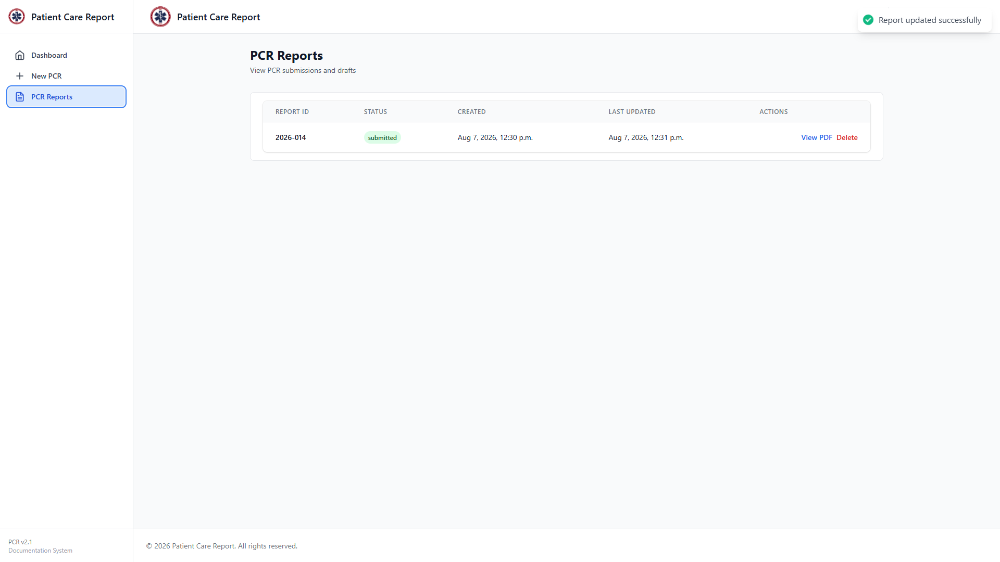 Patient Care Report
Patient Care Report
Report updated successfully
Dashboard
New PCR
PCR Reports
PCR Reports
View PCR submissions and drafts
REPORT ID STATUS CREATED LAST UPDATED ACTIONS
2026-014 submitted Aug 7, 2026, 12:30 p.m. Aug 7, 2026, 12:31 p.m. View PDF Delete
PCR v2.1
Documentation System
© 2026 Patient Care Report. All rights reserved.